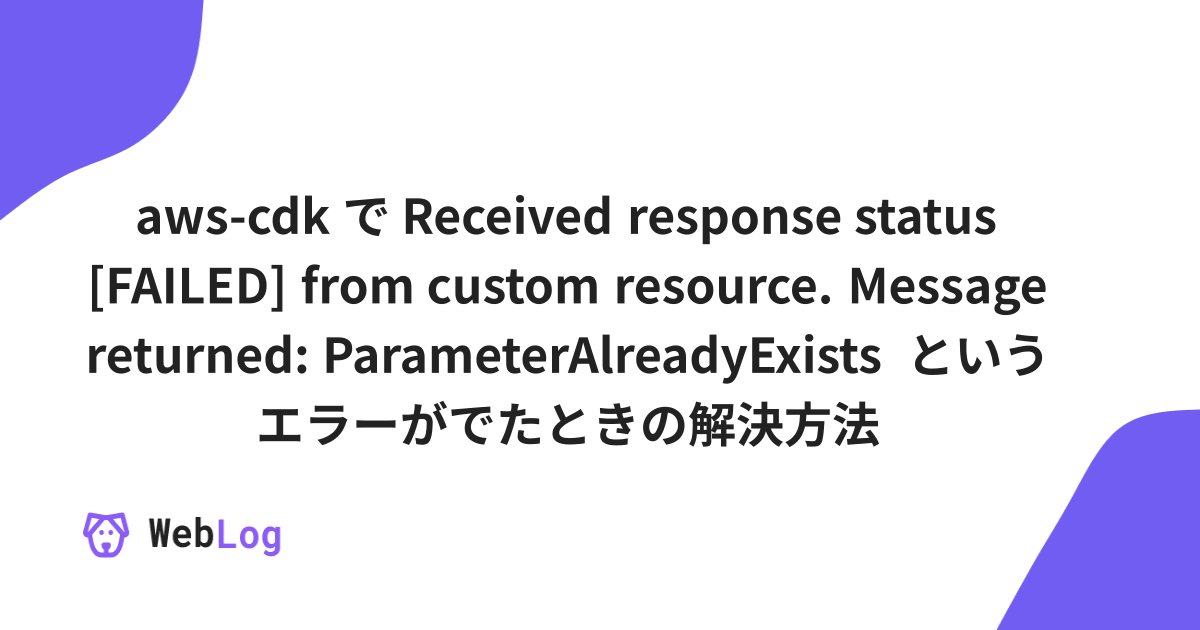 aws-cdk で Received response status
[FAILED] from custom resource. Message
returned: ParameterAlreadyExists という
エラーがでたときの解決方法
WebLog